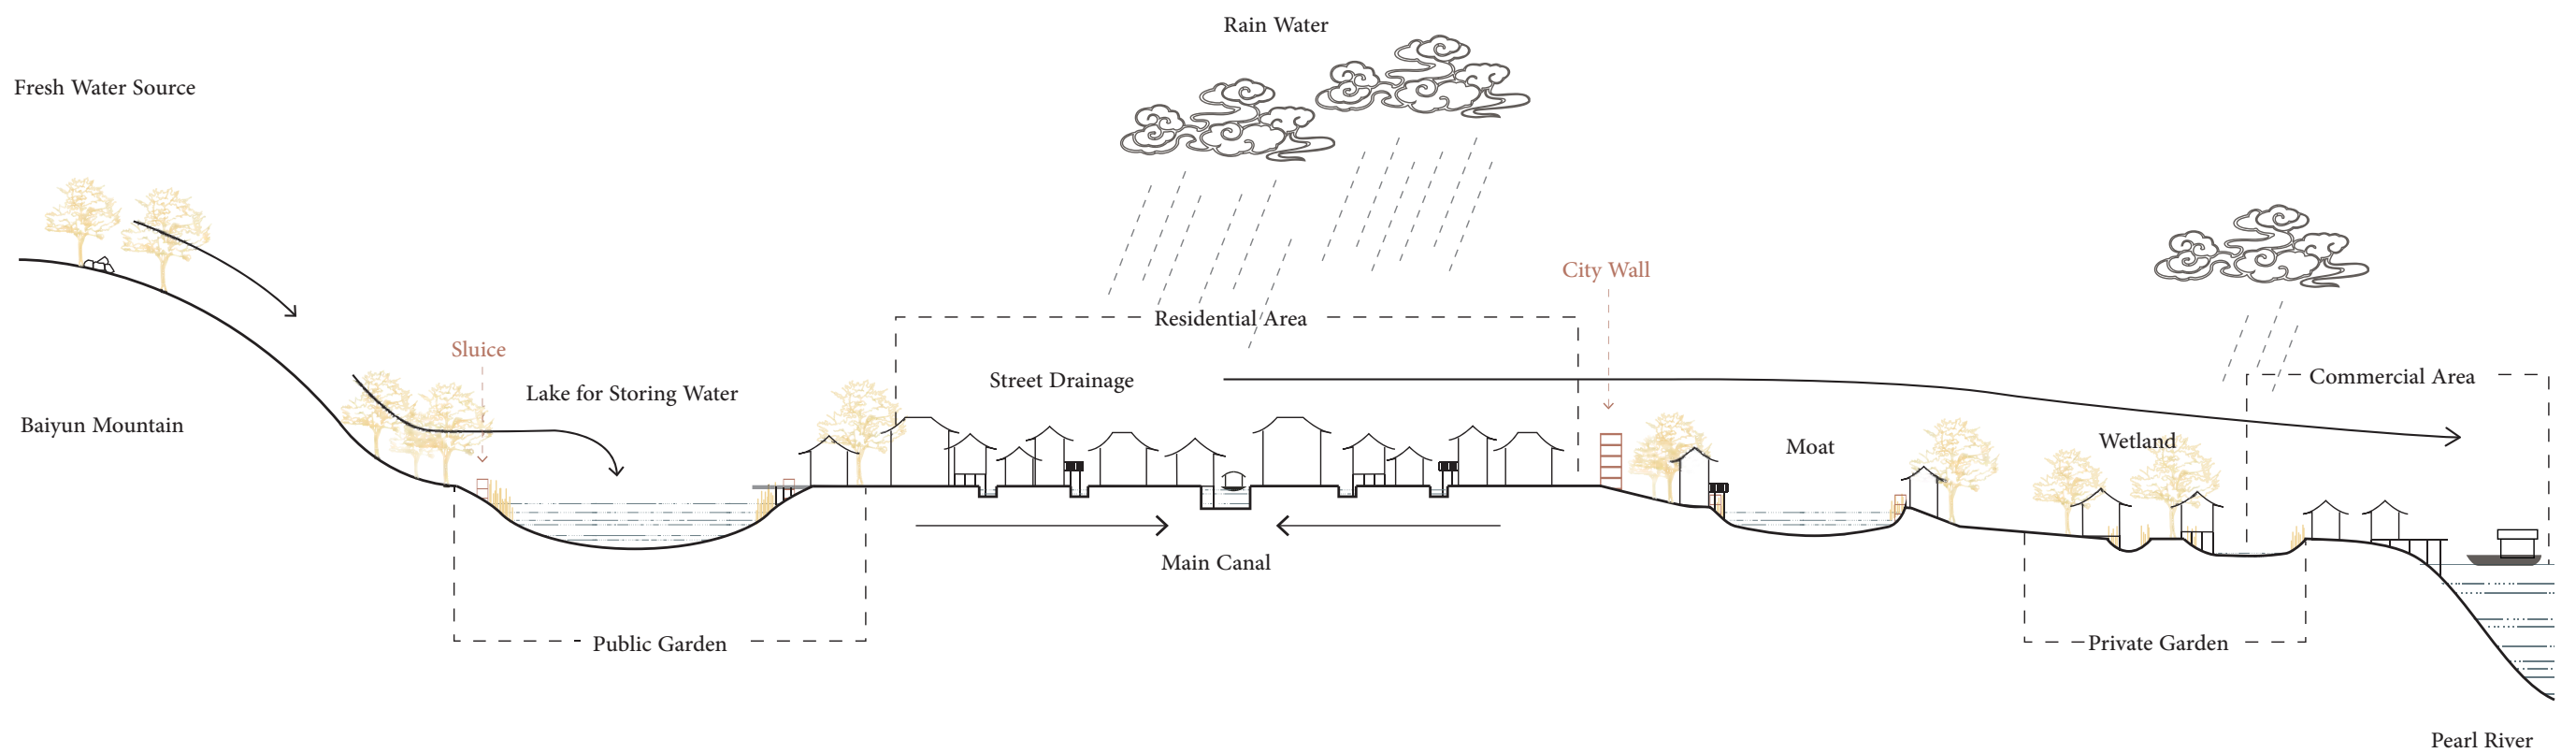 Rain Water
Fresh Water Source
City Wall
Residential Area
Sluice
Street Drainage
Commercial Area
Lake for Storing Water
Baiyun Mountain
Moat
Wetland
Main Canal
Public Garden
Private Garden
Pearl River